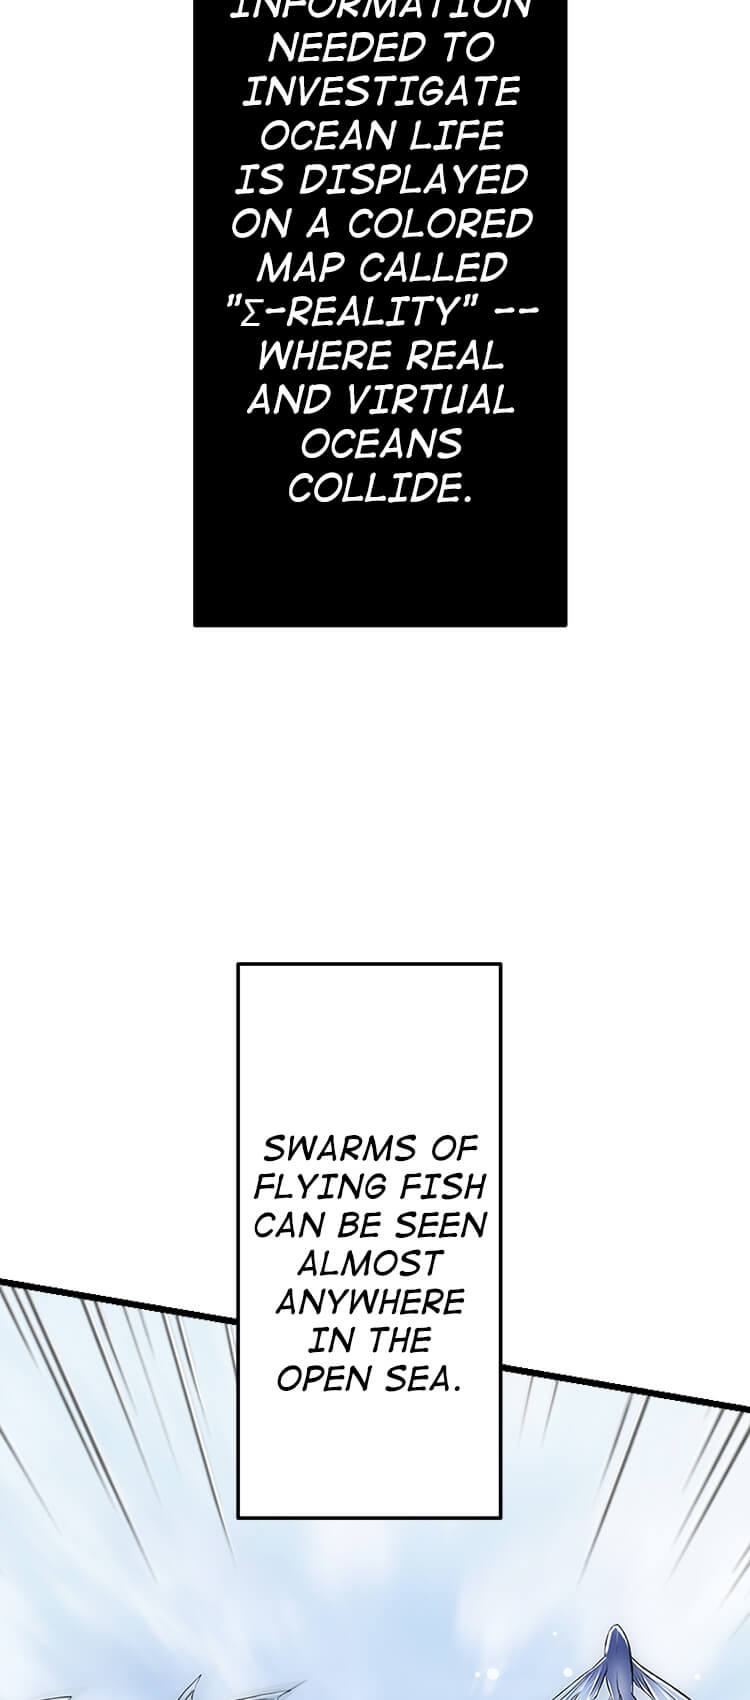 INFORMATION
NEEDED TO
INVESTIGATE
OCEAN LIFE
IS DISPLAYED
ON A COLORED
MAP CALLED
"Σ-REALITY" --
WHERE REAL
AND VIRTUAL
OCEANS
COLLIDE.
SWARMS OF
FLYING FISH
CAN BE SEEN
ALMOST
ANYWHERE
IN THE
OPEN SEA.